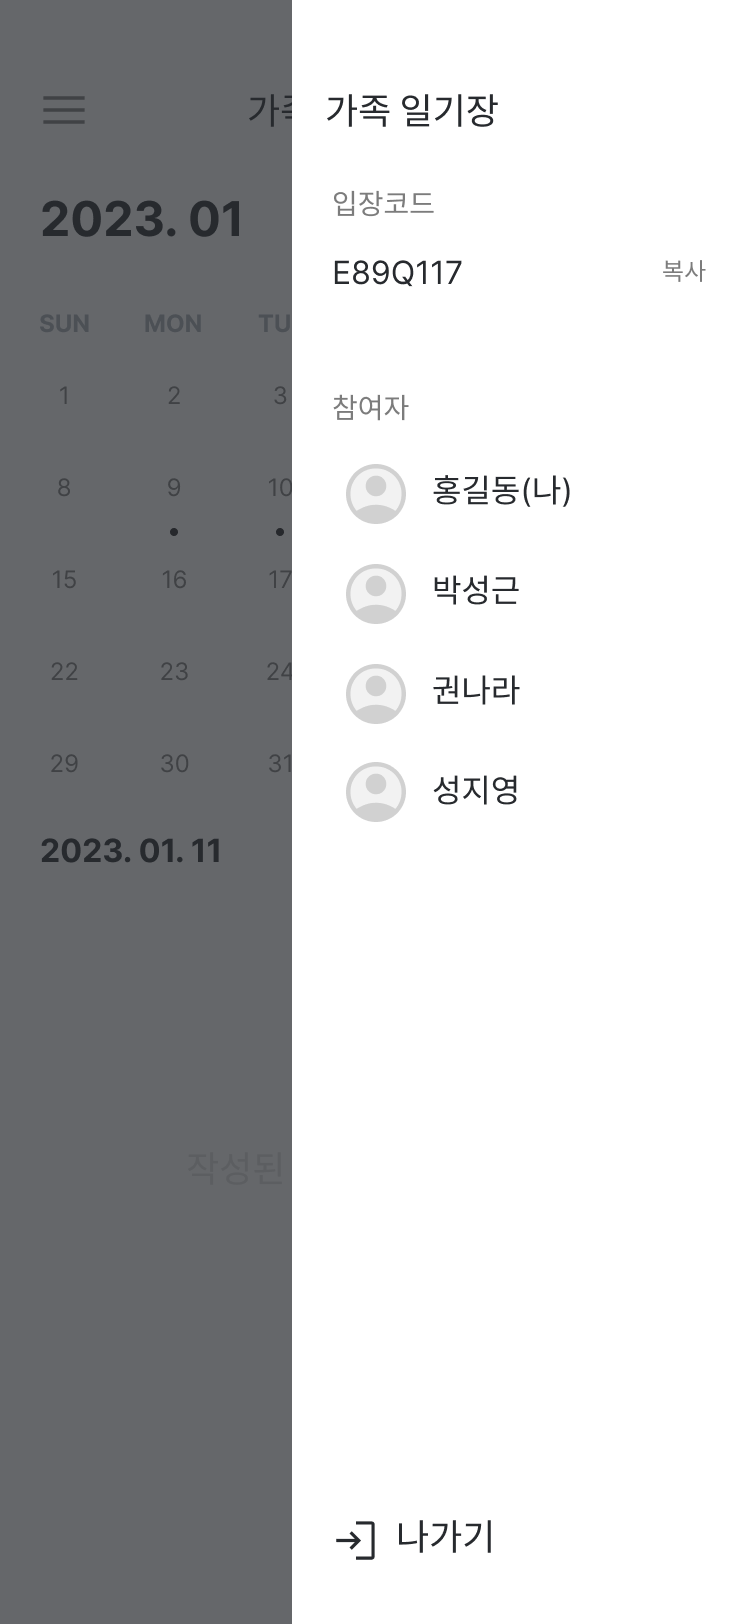 가족
2023. 01
SUN MON TU
1 2 3
8 9 10
15 16 17
22 23 24
29 30 31
2023. 01. 11
작성된
가족 일기장
입장코드
E89Q117 복사
참여자
홍길동(나)
박성근
권나라
성지영
나가기